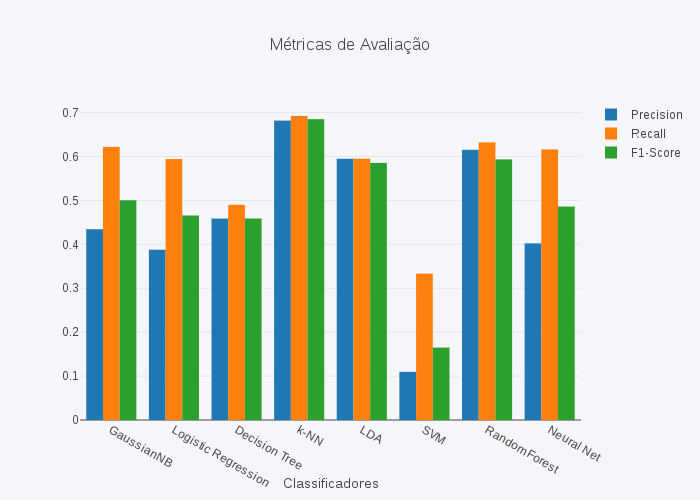 Métricas de Avaliação
Precision
Recall
F1-Score
0.7
0.6
0.5
0.4
0.3
0.2
0.1
0
GaussianNB
Logistic Regression
Decision Tree
k-NN
LDA
SVM
RandomForest
Neural Net
Classificadores